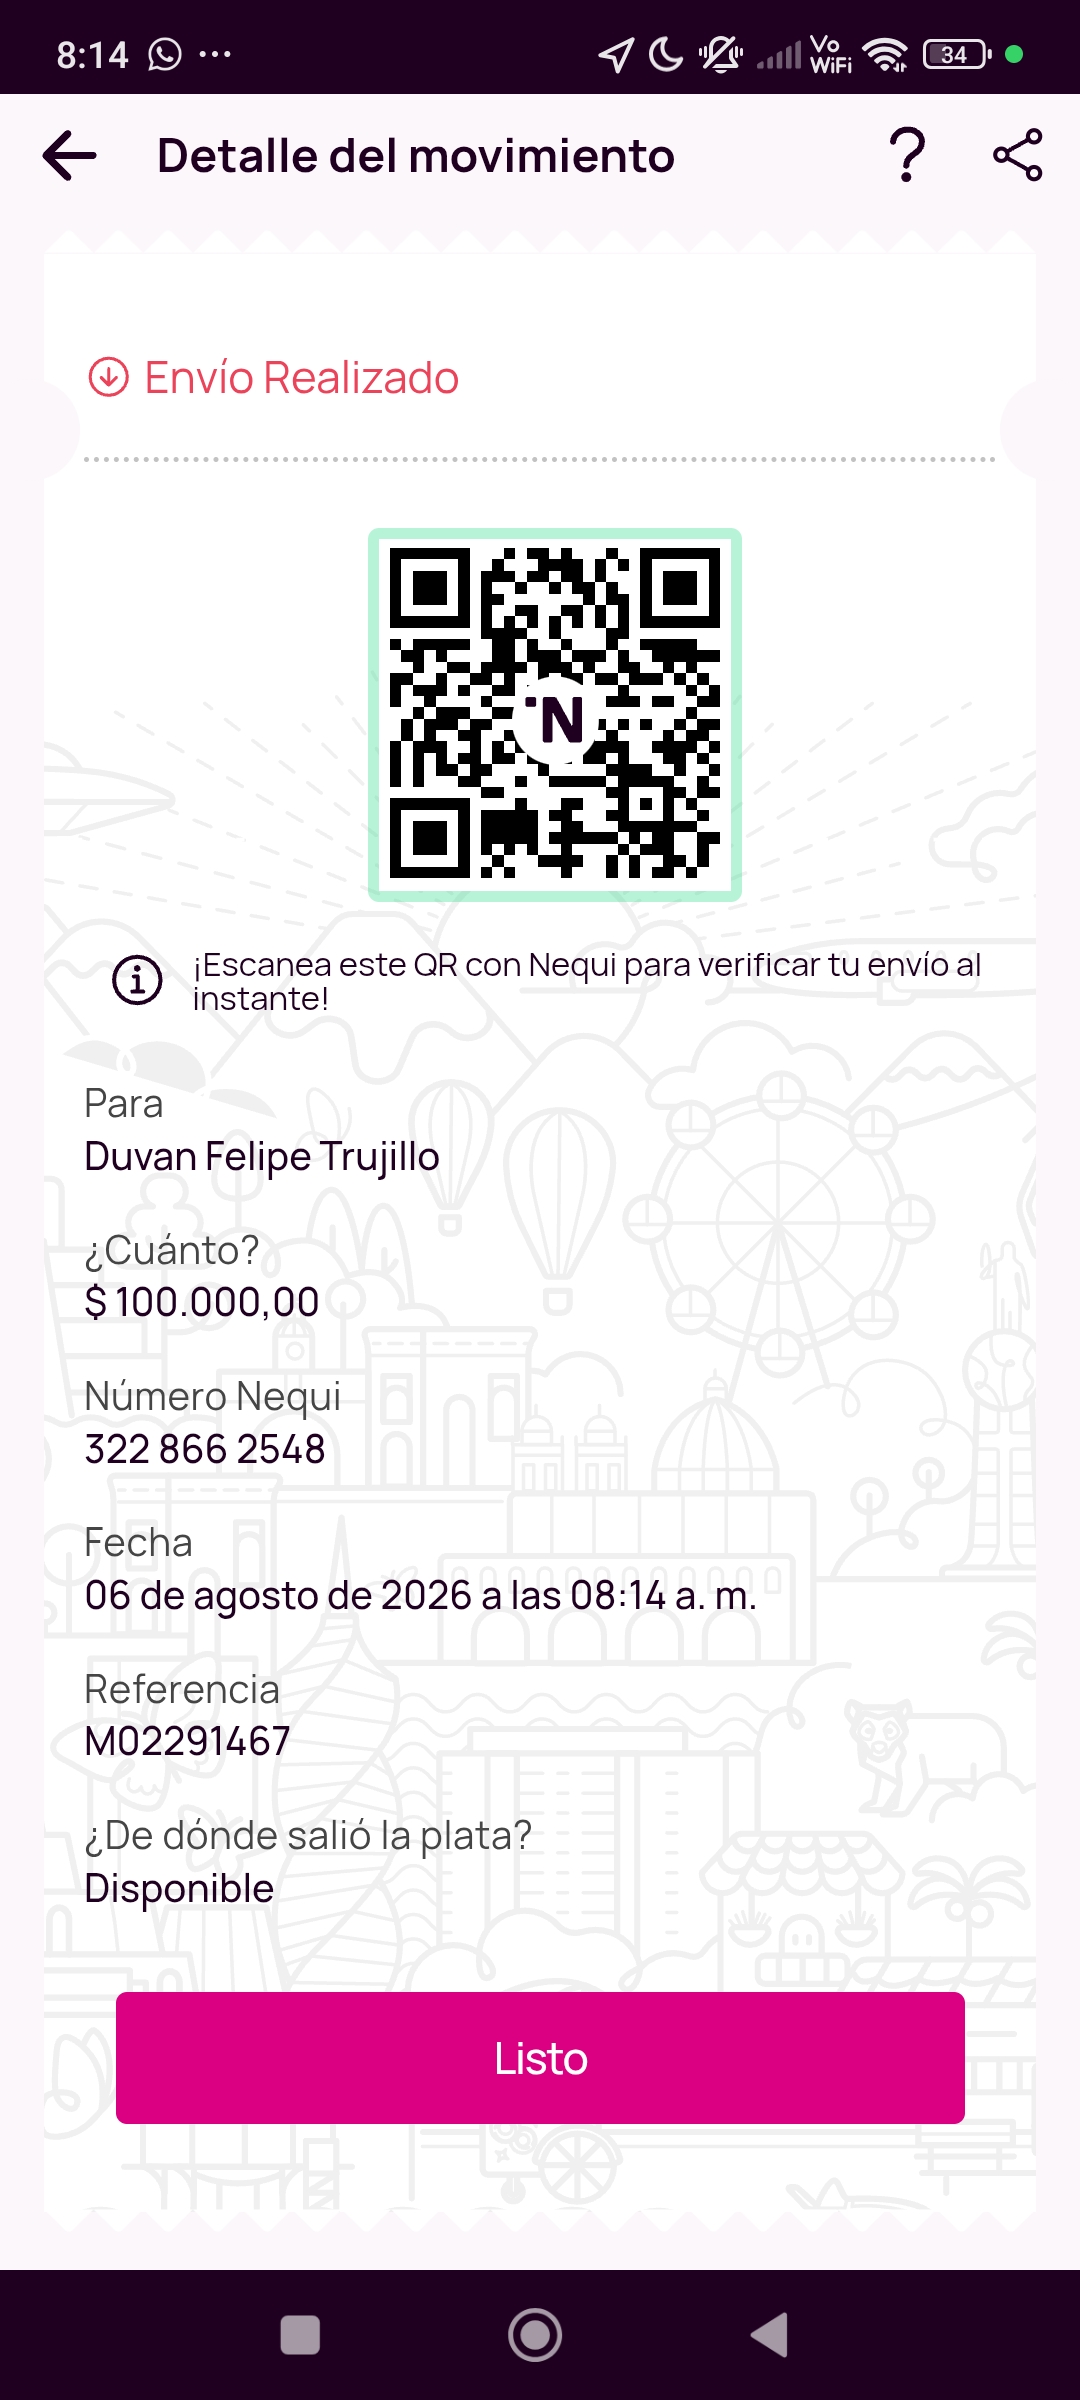 8:14
Vo
WiFi
34
Detalle del movimiento
Envío Realizado
N
¡Escanea este QR con Nequi para verificar tu envío al
instante!
Para
Duvan Felipe Trujillo
¿Cuánto?
$ 100.000,00
Número Nequi
322 866 2548
Fecha
06 de agosto de 2026 a las 08:14 a. m.
Referencia
M02291467
¿De dónde salió la plata?
Disponible
Listo